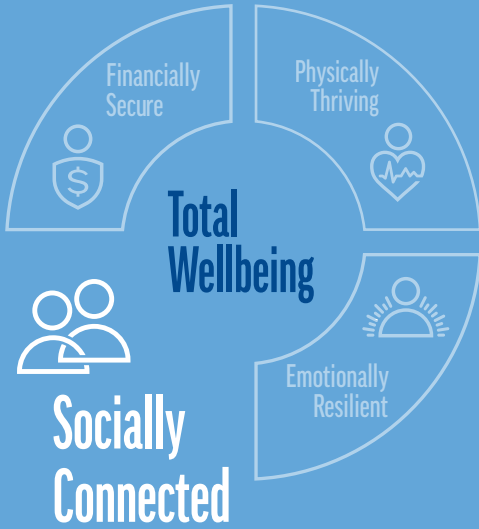 Financially
Secure
$
Physically
Thriving
Total
Wellbeing
Emotionally
Resilient
Socially
Connected